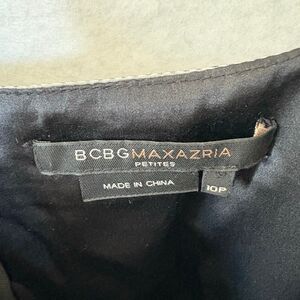 BCBGMAXAZRIA
PETITES
MADE IN CHINA
10P